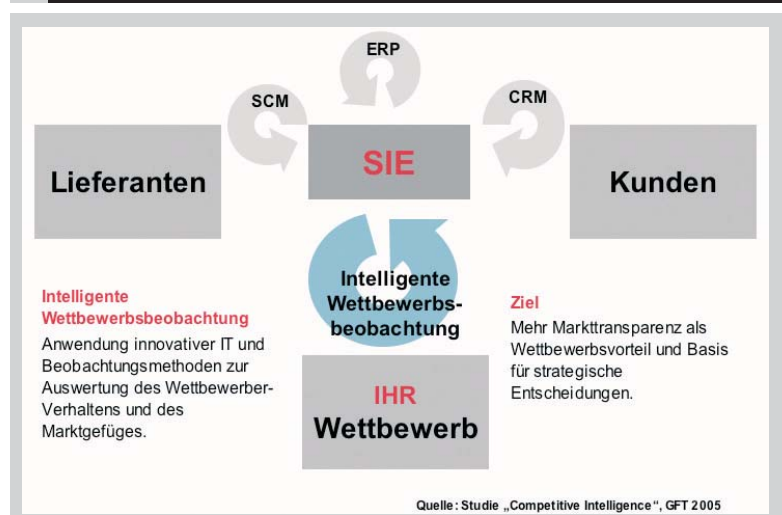 ERP
SCM
CRM
Lieferanten
SIE
Kunden
Intelligente
Wettbewerbs-
beobachtung
Intelligente
Wettbewerbsbeobachtung
Anwendung innovativer IT und
Beobachtungsmethoden zur
Auswertung des Wettbewerber-
Verhaltens und des
Marktgefüges.
Ziel
Mehr Markttransparenz als
Wettbewerbsvorteil und Basis
für strategische
Entscheidungen.
IHR
Wettbewerb
Quelle: Studie „Competitive Intelligence“, GFT 2005